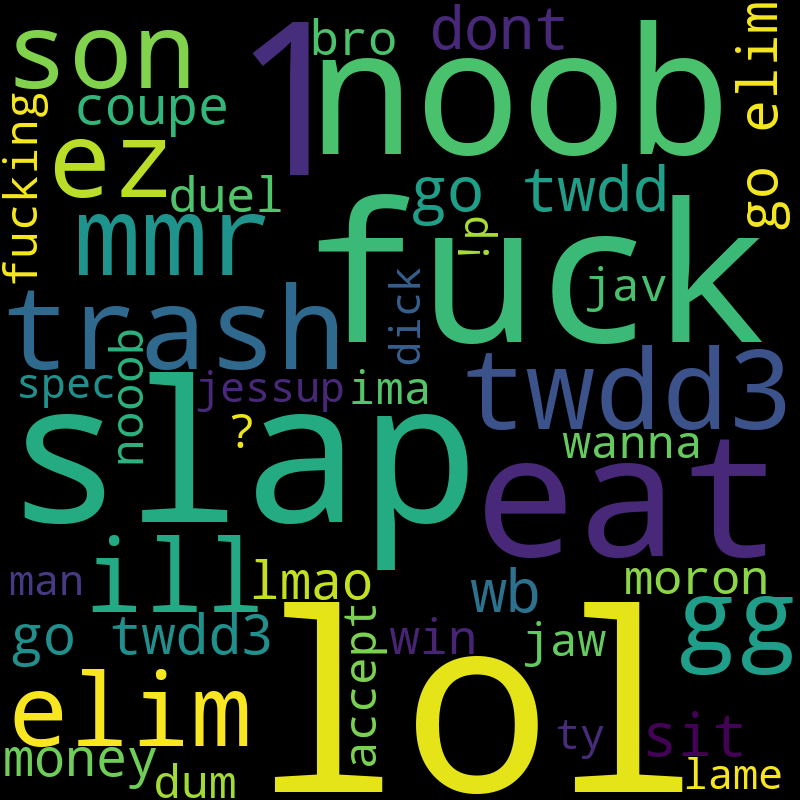 son
1
bro
dont
noob
go elim
coupe
fucking
ez
duel
go twdd
mmr
!d
fuck
jav
trash
dick
twdd3
spec
nooob
jessup
ima
slap
?
wanna
eat
man
ill
lmao
wb
moron
gg
go twdd3
accept
win
jaw
elim
lol
ty
sit
money
dum
lame